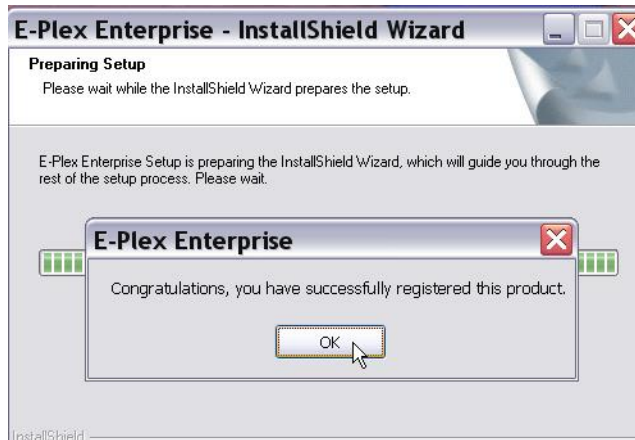 E-Plex Enterprise - InstallShield Wizard
Preparing Setup
Please wait while the InstallShield Wizard prepares the setup.
E-Plex Enterprise Setup is preparing the InstallShield Wizard, which will guide you through the
rest of the setup process. Please wait.
E-Plex Enterprise
Congratulations, you have successfully registered this product.
OK
InstallShield